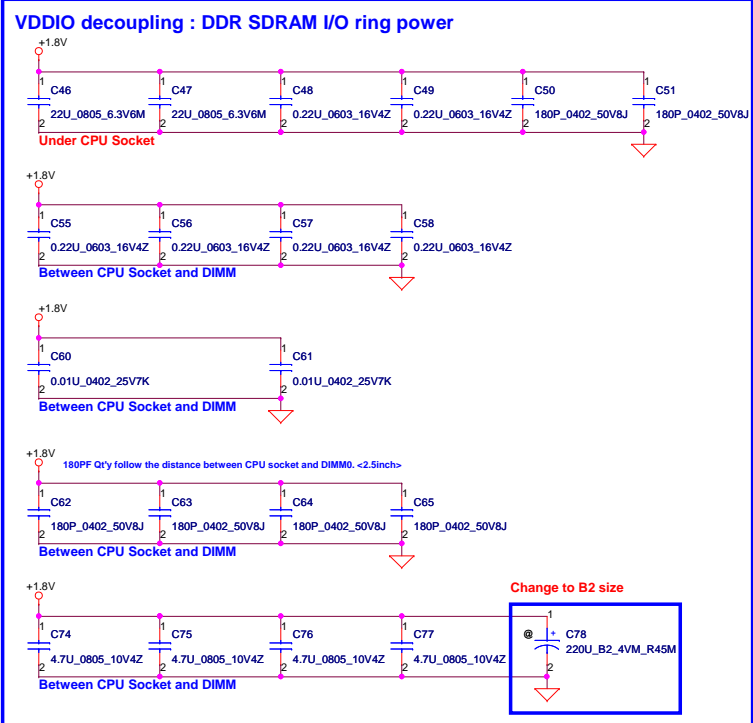 VDDIO decoupling : DDR SDRAM I/O ring power
+1.8V
1 1 1 1 1 1
C46 C47 C48 C49 C50 C51
22U_0805_6.3V6M 22U_0805_6.3V6M 0.22U_0603_16V4Z 0.22U_0603_16V4Z 180P_0402_50V8J 180P_0402_50V8J
2 2 2 2 2 2
Under CPU Socket
+1.8V
1 1 1 1
C55 C56 C57 C58
0.22U_0603_16V4Z 0.22U_0603_16V4Z 0.22U_0603_16V4Z 0.22U_0603_16V4Z
2 2 2 2
Between CPU Socket and DIMM
+1.8V
1 1
C60 C61
0.01U_0402_25V7K 0.01U_0402_25V7K
2 2
Between CPU Socket and DIMM
+1.8V
180PF Qt'y follow the distance between CPU socket and DIMM0. <2.5inch>
1 1 1 1
C62 C63 C64 C65
180P_0402_50V8J 180P_0402_50V8J 180P_0402_50V8J 180P_0402_50V8J
2 2 2 2
Between CPU Socket and DIMM
+1.8V
Change to B2 size
1 1 1 1 1
C74 C75 C76 C77 @ + C78
4.7U_0805_10V4Z 4.7U_0805_10V4Z 4.7U_0805_10V4Z 4.7U_0805_10V4Z 220U_B2_4VM_R45M
2 2 2 2 2
Between CPU Socket and DIMM